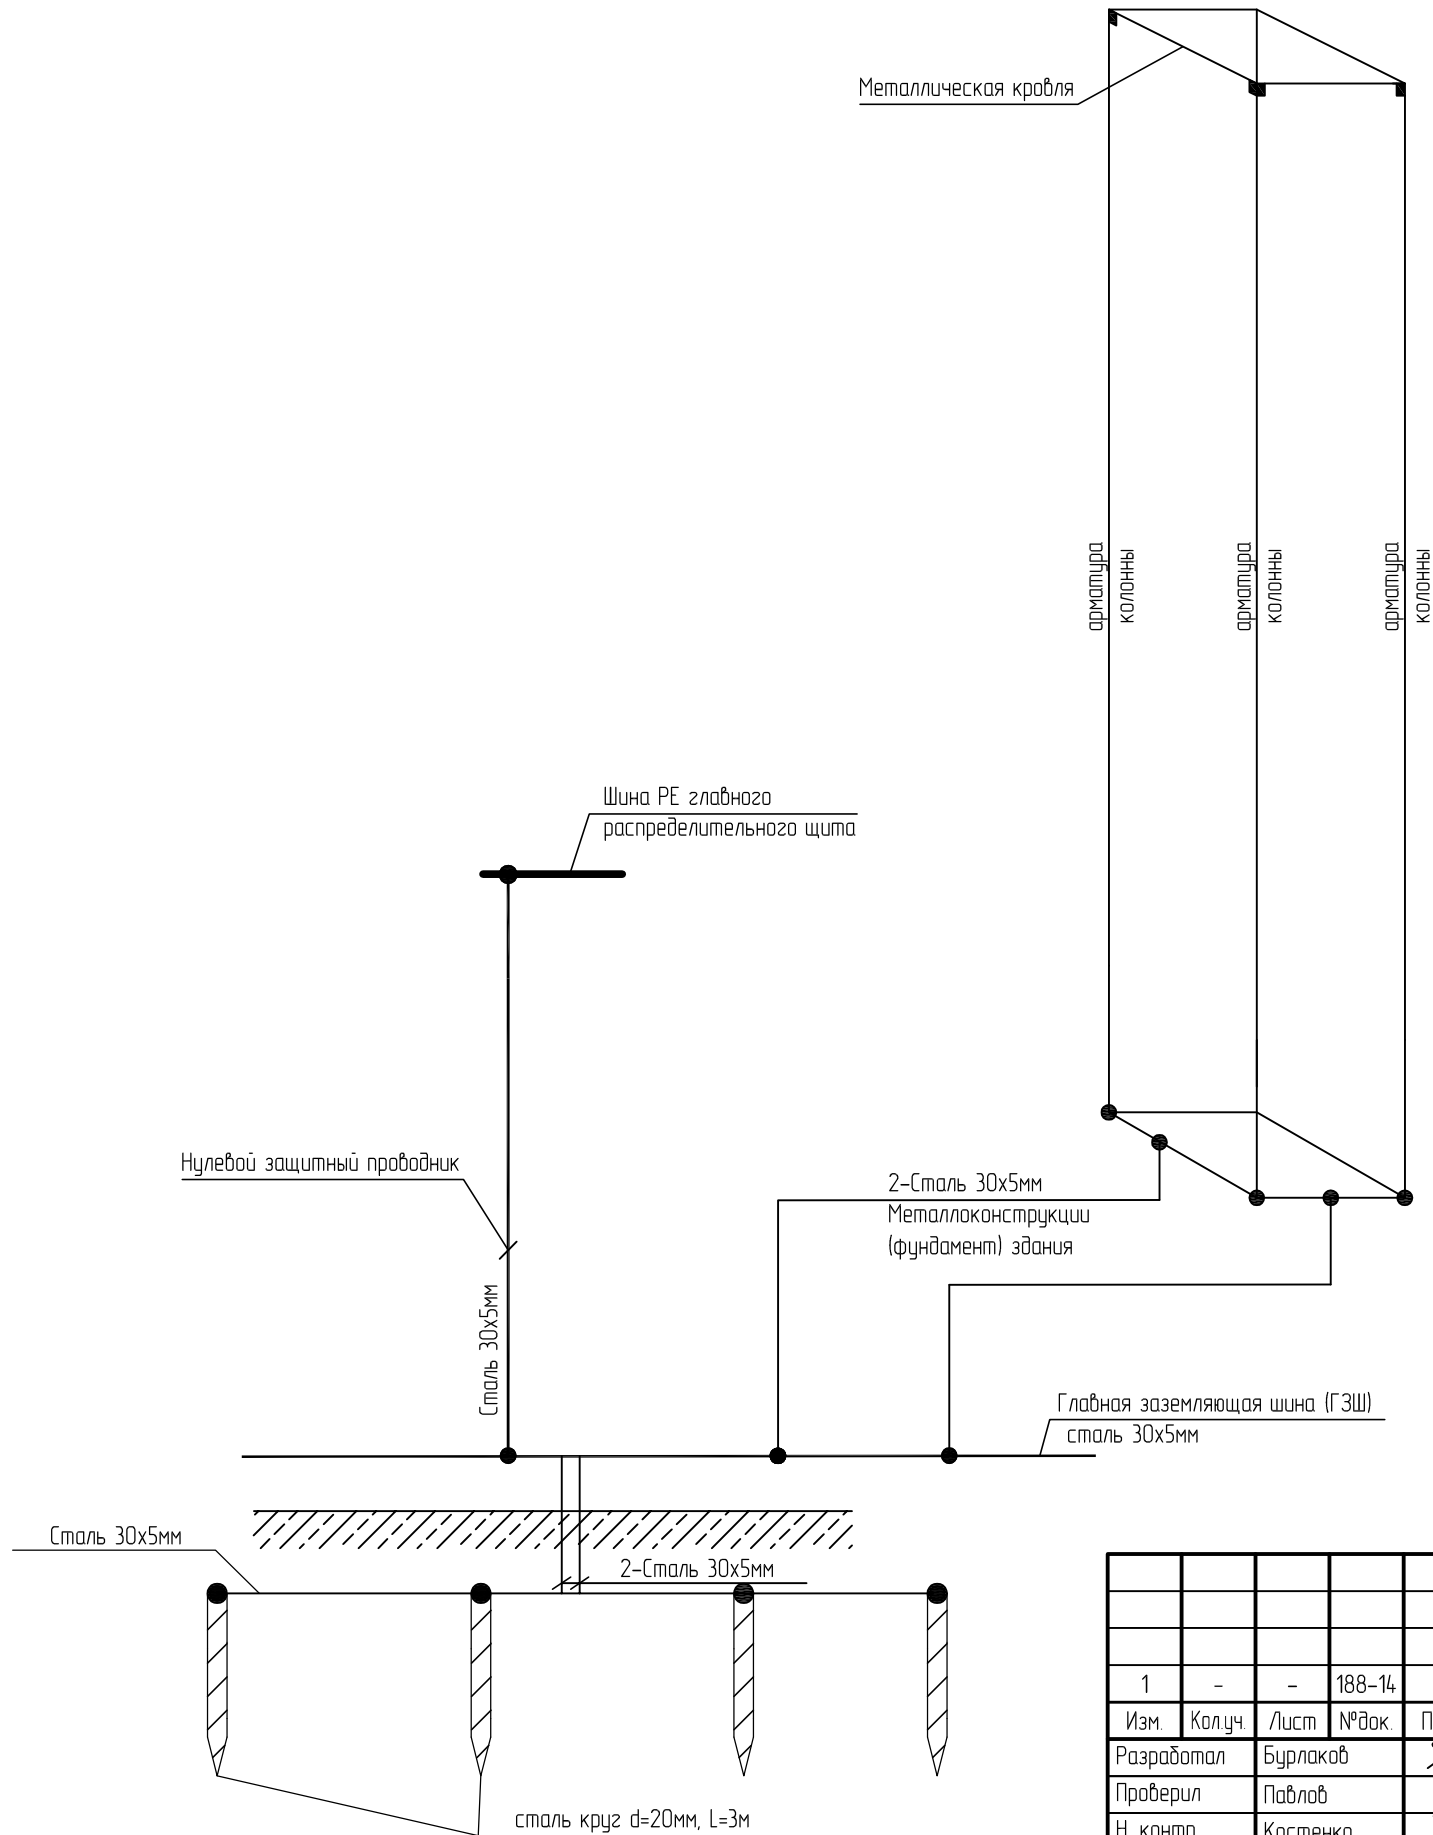 Металлическая кровля
арматура
колонны
арматура
колонны
арматура
колонны
Шина РЕ главного
распределительного щита
Нулевой защитный проводник
2-Сталь 30х5мм
Металлоконструкции
(фундамент) здания
Сталь 30х5мм
Главная заземляющая шина (ГЗШ)
сталь 30х5мм
Сталь 30х5мм
2-Сталь 30х5мм
сталь круг d=20мм, L=3м
1 - - 188-14
Изм. Кол.уч. Лист №док. П
Разработал Бурлаков
Проверил Павлов
Н. контр. Костенко